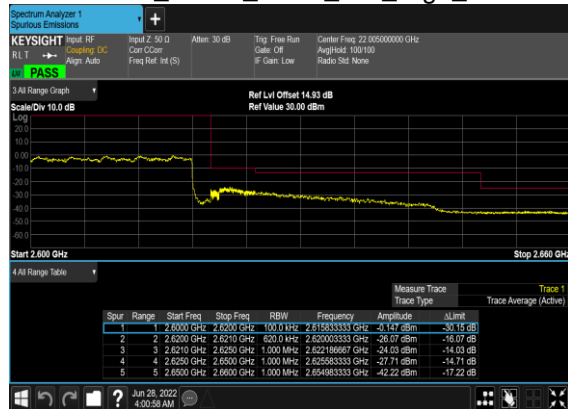 Spectrum Analyzer 1
Spurious Emissions
KEYSIGHT Input: RF Input Z: 50 Ω Atten: 30 dB Trig: Free Run Center Freq: 22.005000000 GHz
RLT Coupling: DC Corr CCorr Gate: Off Avg|Hold: 100/100
Align: Auto Freq Ref: Int (S) IF Gain: Low Radio Std: None
PASS
3 All Range Graph
Ref Lvl Offset 14.93 dB
Scale/Div 10.0 dB Ref Value 30.00 dBm
Log
20.0
10.0
0.00
-10.0
-20.0
-30.0
-40.0
-50.0
-60.0
Start 2.600 GHz Stop 2.660 GHz
4 All Range Table
Measure Trace Trace 1
Trace Type Trace Average (Active)
Spur Range Start Freq Stop Freq RBW Frequency Amplitude ΔLimit
1 1 2.6000 GHz 2.6200 GHz 100.0 kHz 2.615833333 GHz -0.147 dBm -30.15 dB
2 2 2.6200 GHz 2.6210 GHz 620.0 kHz 2.620003333 GHz -26.07 dBm -16.07 dB
3 3 2.6210 GHz 2.6250 GHz 1.000 MHz 2.622186667 GHz -24.03 dBm -14.03 dB
4 4 2.6250 GHz 2.6500 GHz 1.000 MHz 2.625583333 GHz -27.71 dBm -14.71 dB
5 5 2.6500 GHz 2.6600 GHz 1.000 MHz 2.654983333 GHz -42.22 dBm -17.22 dB
? Jun 28, 2022
4:00:58 AM